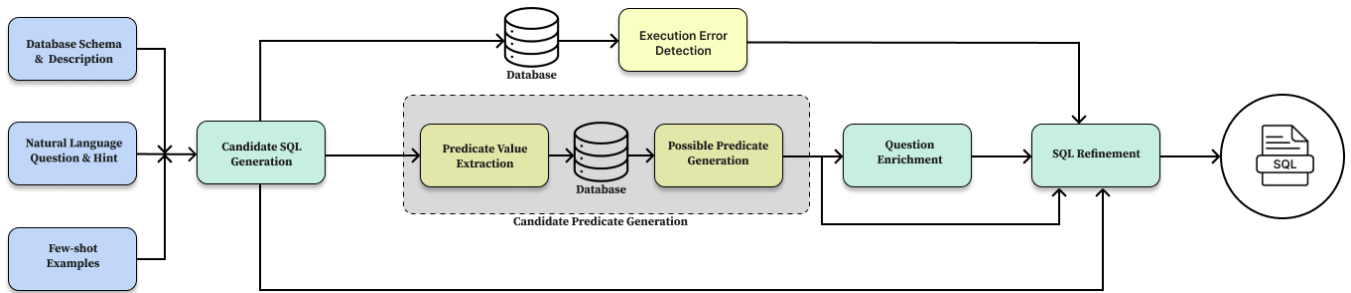 Database Schema
& Description
Natural Language
Question & Hint
Few-shot
Examples
Candidate SQL
Generation
Database
Execution Error
Detection
Predicate Value
Extraction
Database
Possible Predicate
Generation
Candidate Predicate Generation
Question
Enrichment
SQL Refinement
SQL